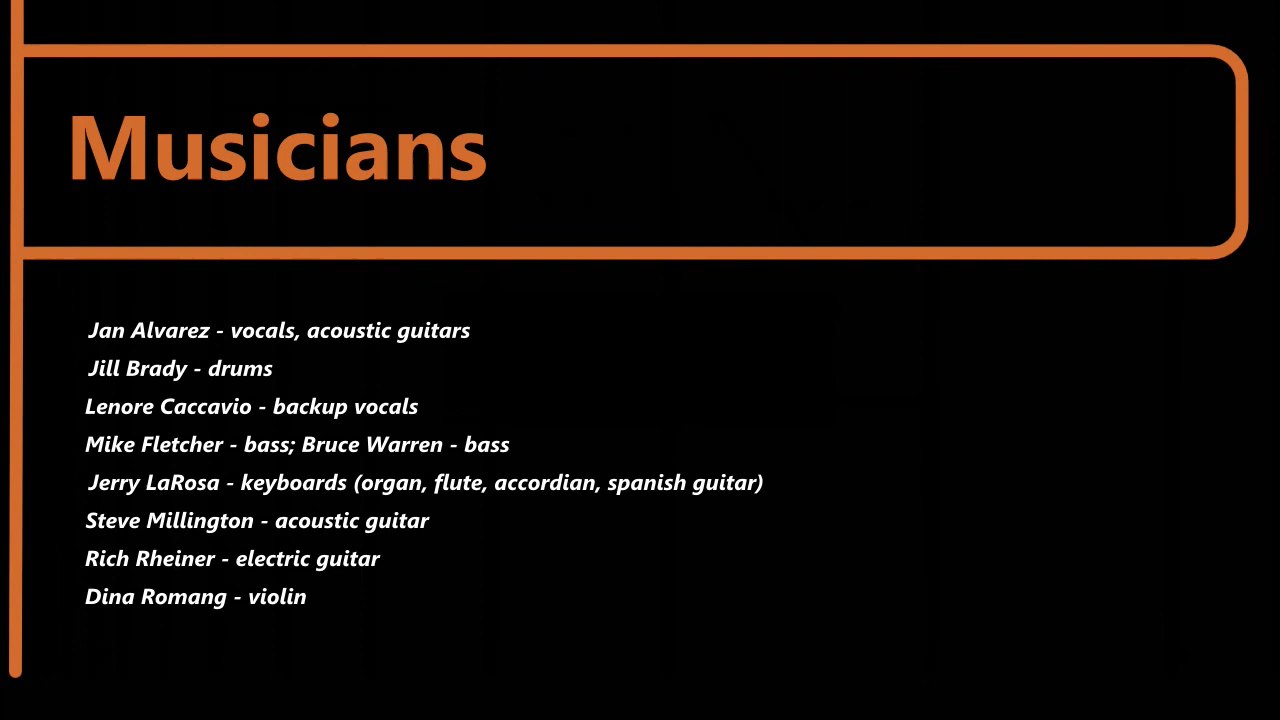 Musicians
Jan Alvarez - vocals, acoustic guitars
Jill Brady - drums
Lenore Caccavio - backup vocals
Mike Fletcher - bass; Bruce Warren - bass
Jerry LaRosa - keyboards (organ, flute, accordian, spanish guitar)
Steve Millington - acoustic guitar
Rich Rheiner - electric guitar
Dina Romang - violin